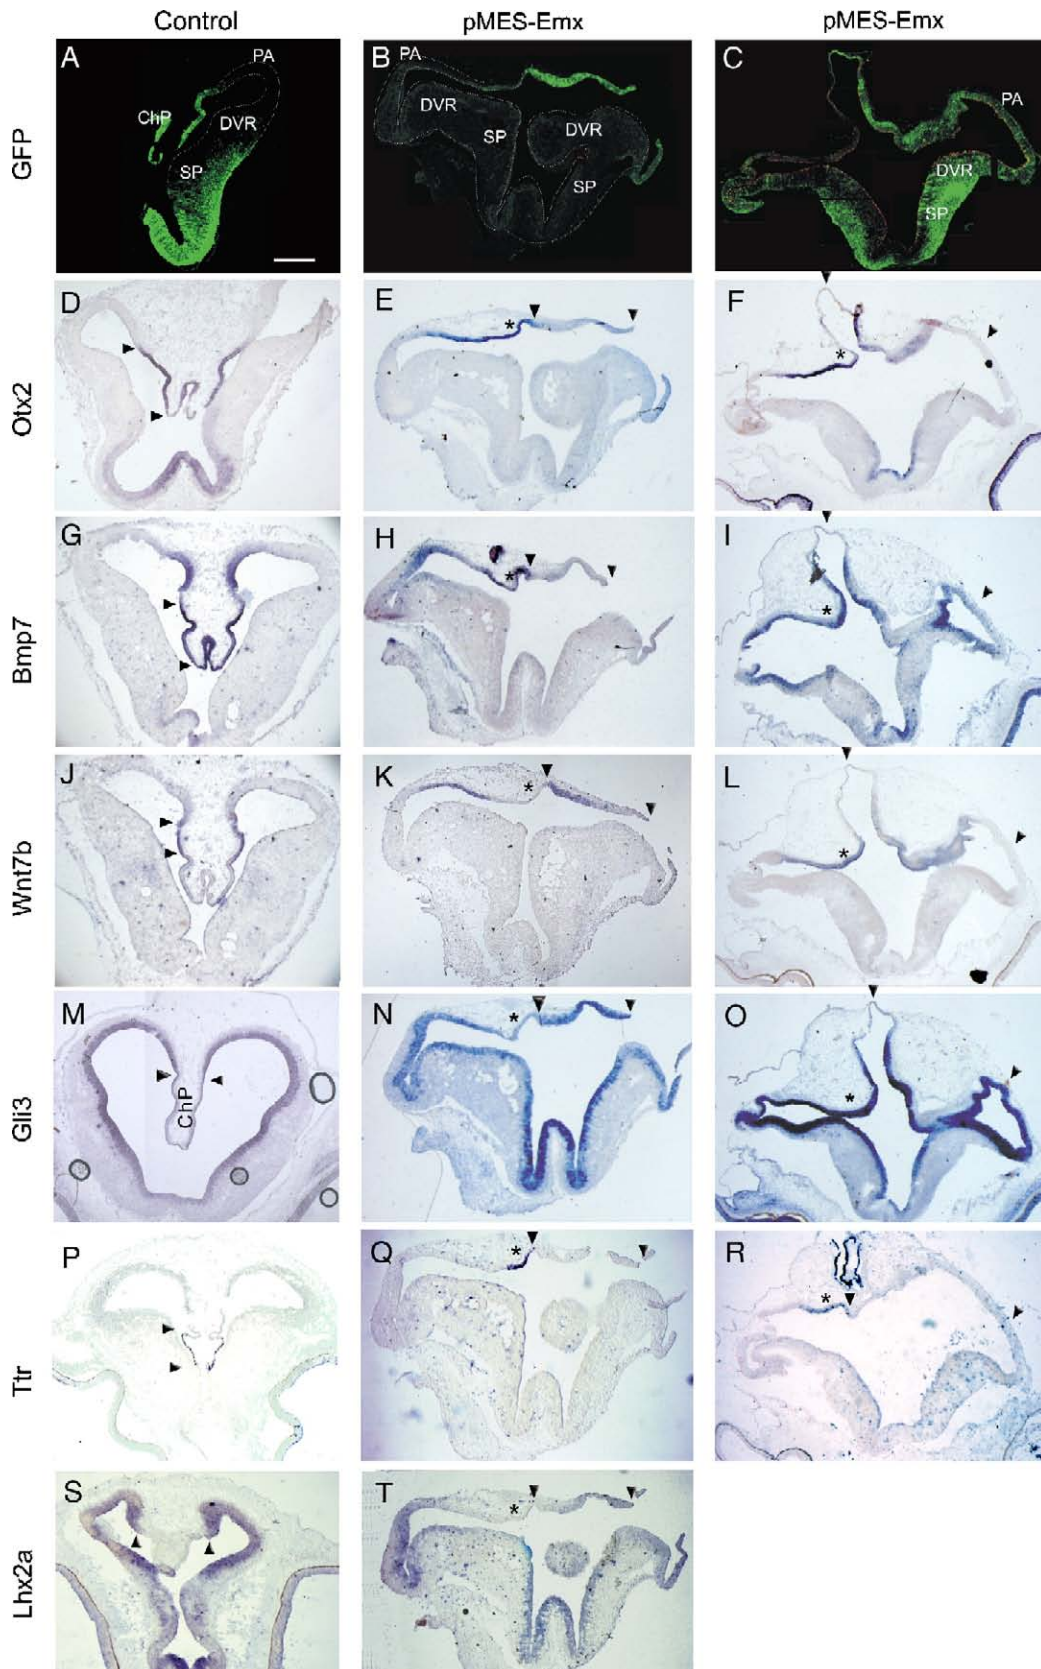 Control pMES-Emx pMES-Emx
GFP
A PA ChP DVR SP
B PA DVR SP DVR SP
C PA DVR SP
Otx2
D E * F *
Bmp7
G H * I *
Wnt7b
J K * L *
Gli3
M ChP N * O *
Ttr
P Q * R *
Lhx2a
S T *